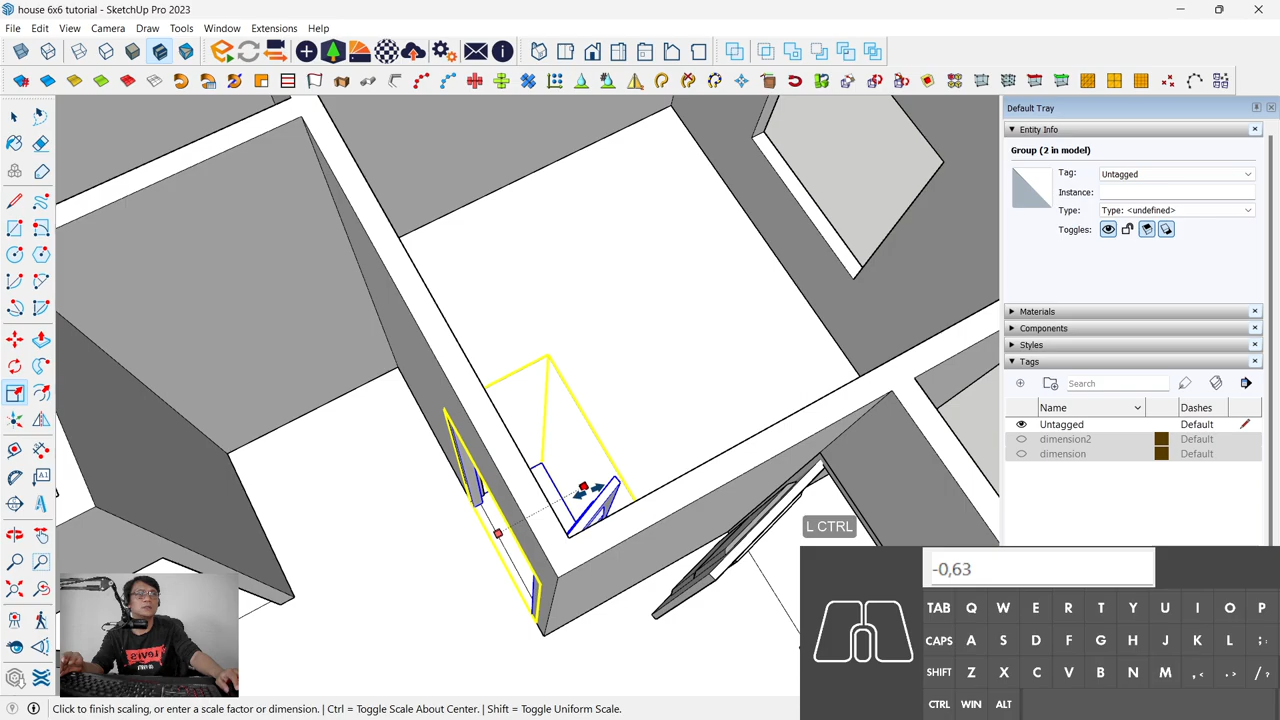 house 6x6 tutorial - SketchUp Pro 2023
File Edit View Camera Draw Tools Window Extensions Help
Default Tray
Entity Info
Group (2 in model)
Tag: Untagged
Instance:
Type: Type: <undefined>
Toggles:
Materials
Components
Styles
Tags
Search
Name Dashes
Untagged Default
dimension2 Default
dimension Default
L CTRL
-0,63
TAB Q W E R T Y U I O P
CAPS A S D F G H J K L ; :
SHIFT Z X C V B N M , < . > / ?
CTRL WIN ALT
LEVI'S
Click to finish scaling, or enter a scale factor or dimension. | Ctrl = Toggle Scale About Center. | Shift = Toggle Uniform Scale.